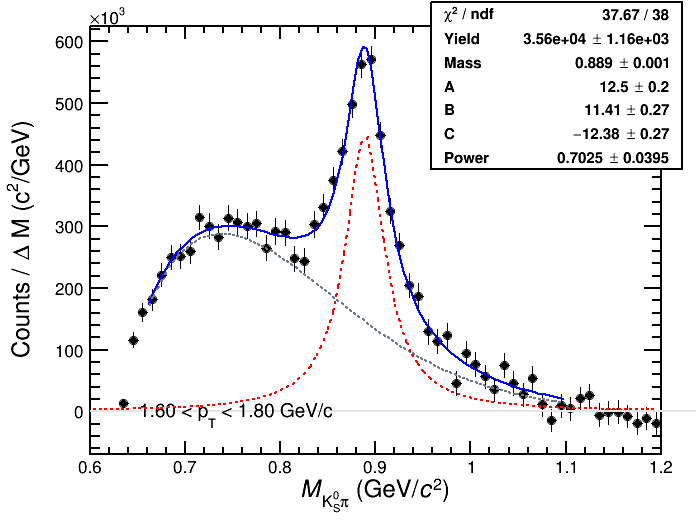 ×10³
χ² / ndf 37.67 / 38
Yield 3.56e+04 ± 1.16e+03
Mass 0.889 ± 0.001
A 12.5 ± 0.2
B 11.41 ± 0.27
C −12.38 ± 0.27
Power 0.7025 ± 0.0395
Counts / Δ M (c²/GeV)
600
500
400
300
200
100
0
1.60 < p_T < 1.80 GeV/c
0.6 0.7 0.8 0.9 1 1.1 1.2
M_{K⁰_S π} (GeV/c²)